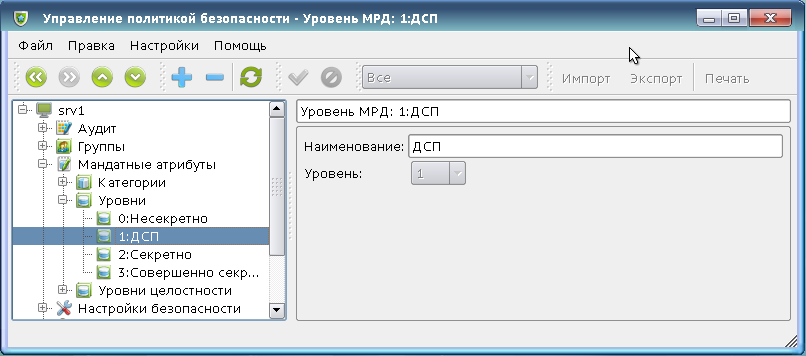 Управление политикой безопасности - Уровень МРД: 1:ДСП
Файл Правка Настройки Помощь
Все Импорт Экспорт Печать
srv1
Аудит
Группы
Мандатные атрибуты
Категории
Уровни
0:Несекретно
1:ДСП
2:Секретно
3:Совершенно секр...
Уровни целостности
Настройки безопасности
Уровень МРД: 1:ДСП
Наименование: ДСП
Уровень: 1